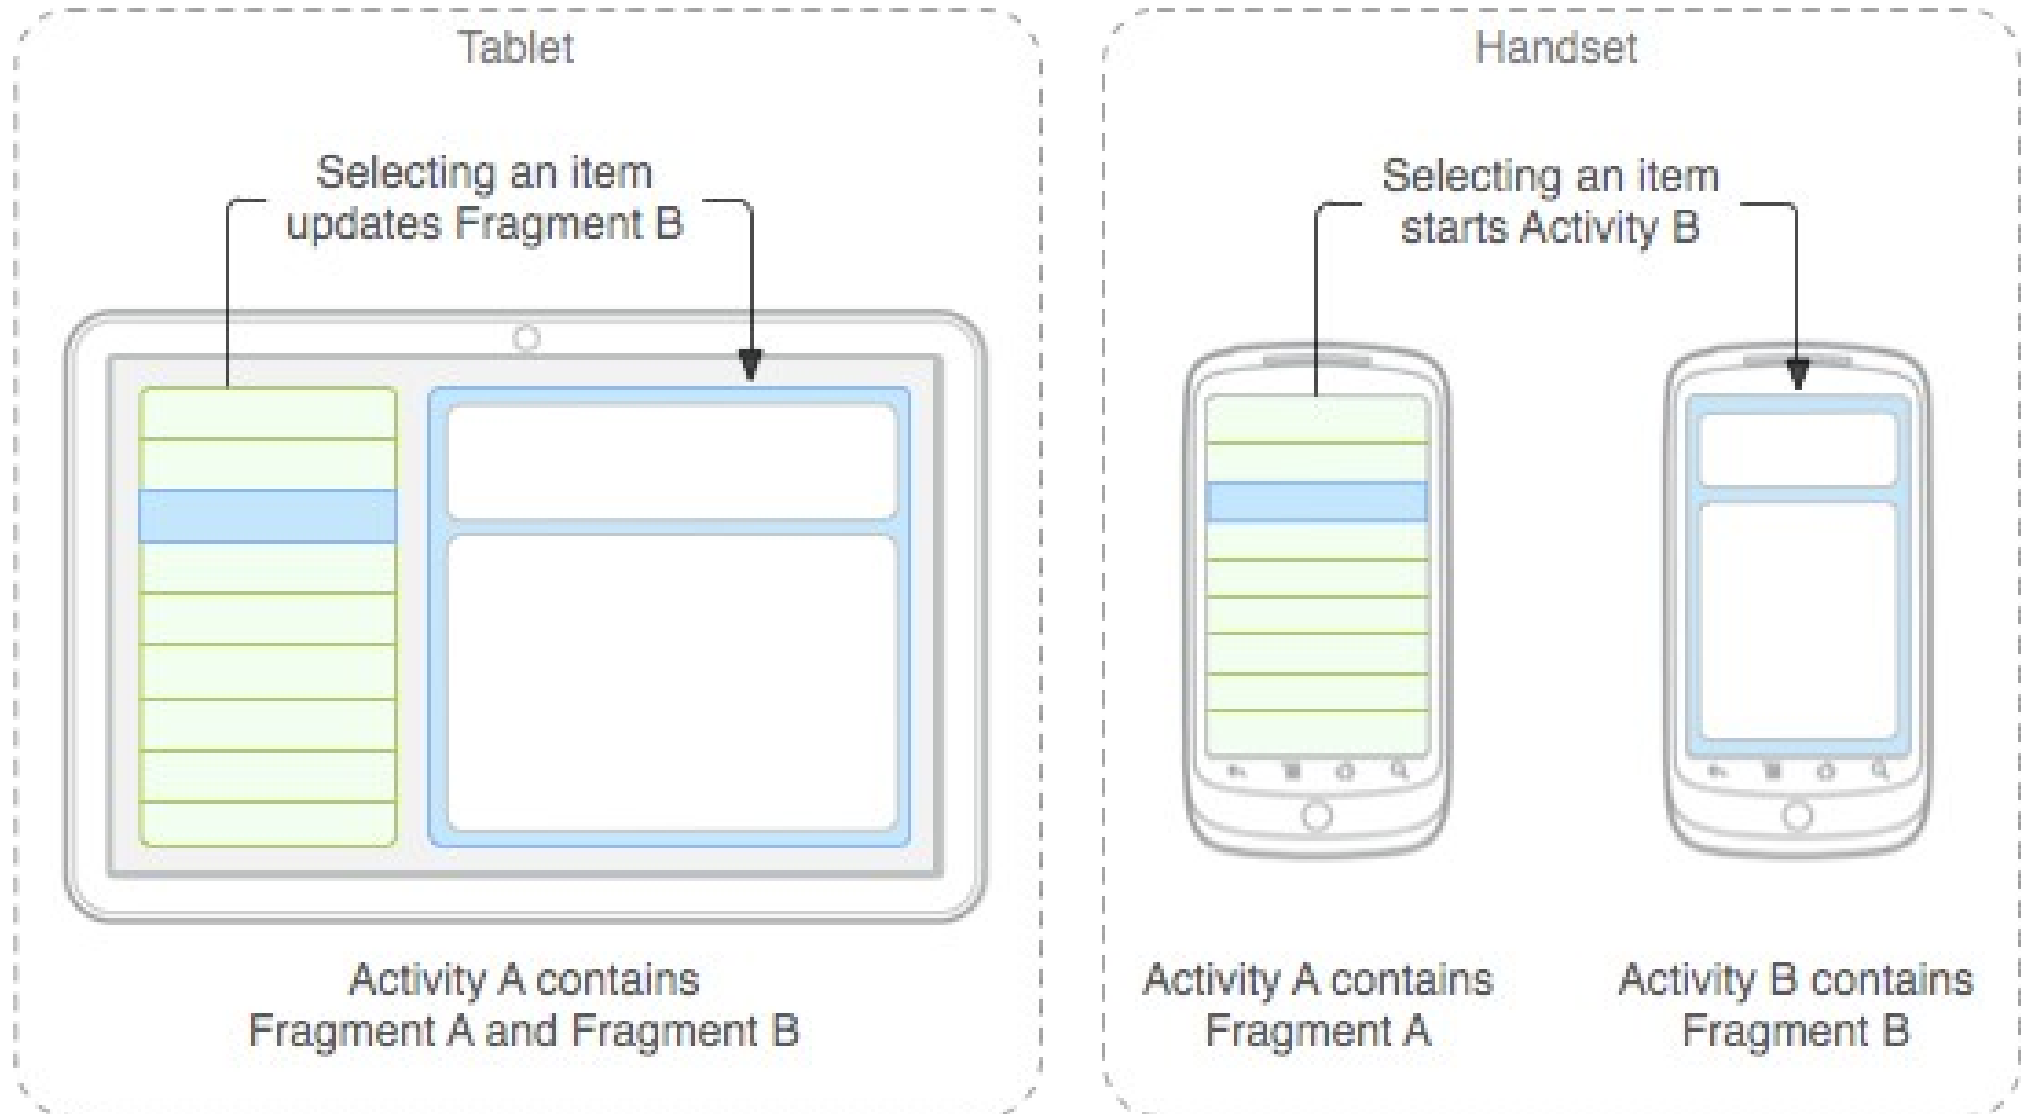 Tablet
Selecting an item
updates Fragment B
Activity A contains
Fragment A and Fragment B
Handset
Selecting an item
starts Activity B
Activity A contains
Fragment A
Activity B contains
Fragment B